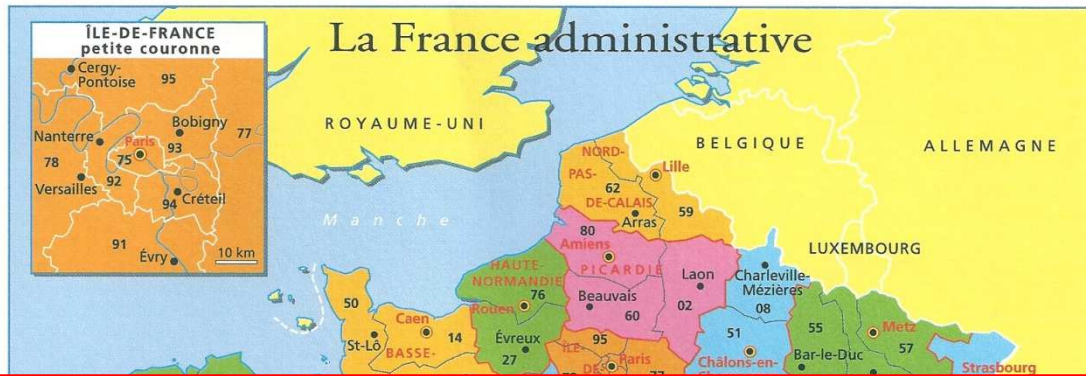 La France administrative
ÎLE-DE-FRANCE
petite couronne
Cergy-
Pontoise
95
Bobigny
Nanterre
77
Paris
93
78
75
92
Versailles
94
Créteil
91
Évry
10 km
ROYAUME-UNI
BELGIQUE
ALLEMAGNE
LUXEMBOURG
Manche
NORD-
PAS-
DE-CALAIS
Lille
62
59
Arras
80
Amiens
PICARDIE
Laon
Beauvais
60
02
Charleville-
Mézières
08
HAUTE-
NORMANDIE
76
Rouen
Évreux
27
50
Caen
14
St-Lô
BASSE-
95
ÎLE-
DE-
Paris
77
51
Châlons-en-
55
Metz
57
Bar-le-Duc
Strasbourg